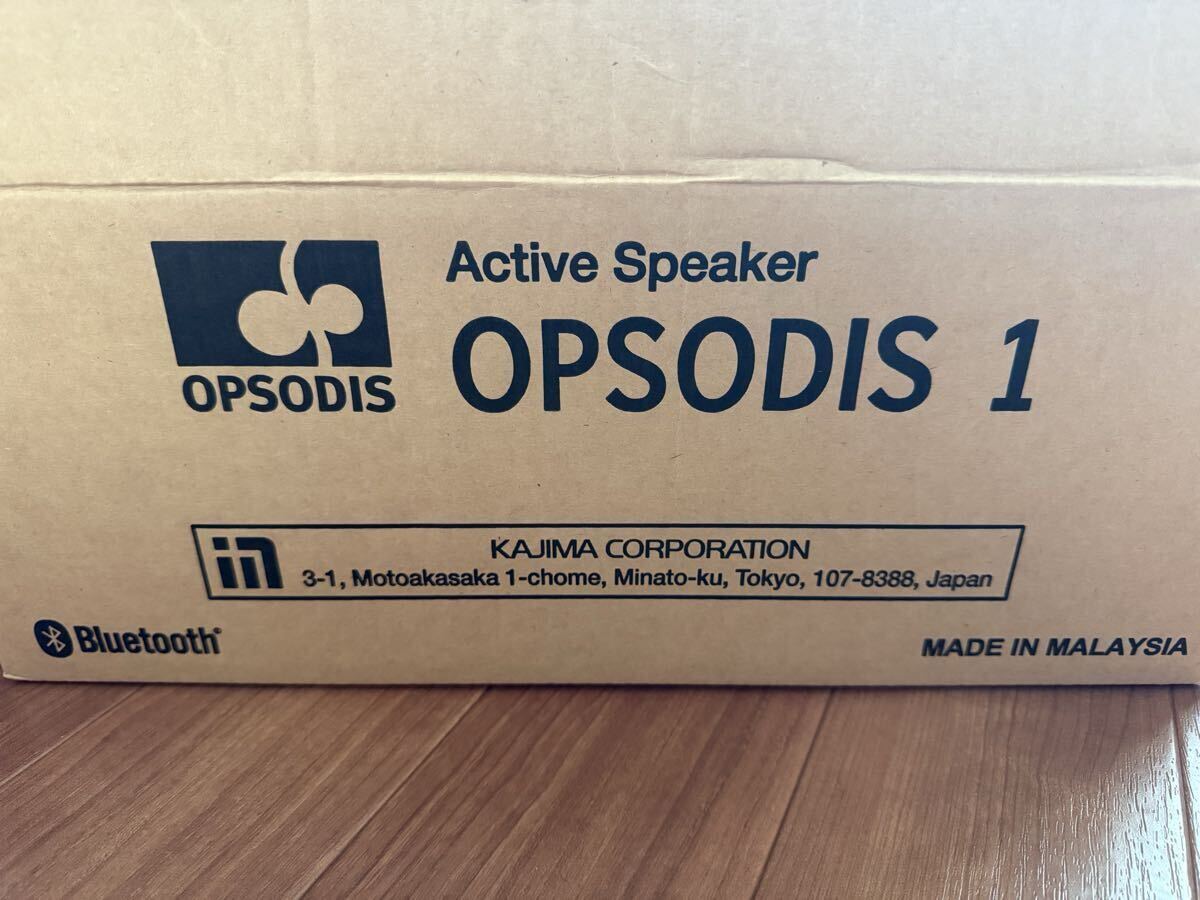 Active Speaker
OPSODIS 1
OPSODIS
KAJIMA CORPORATION
3-1, Motoakasaka 1-chome, Minato-ku, Tokyo, 107-8388, Japan
Bluetooth®
MADE IN MALAYSIA